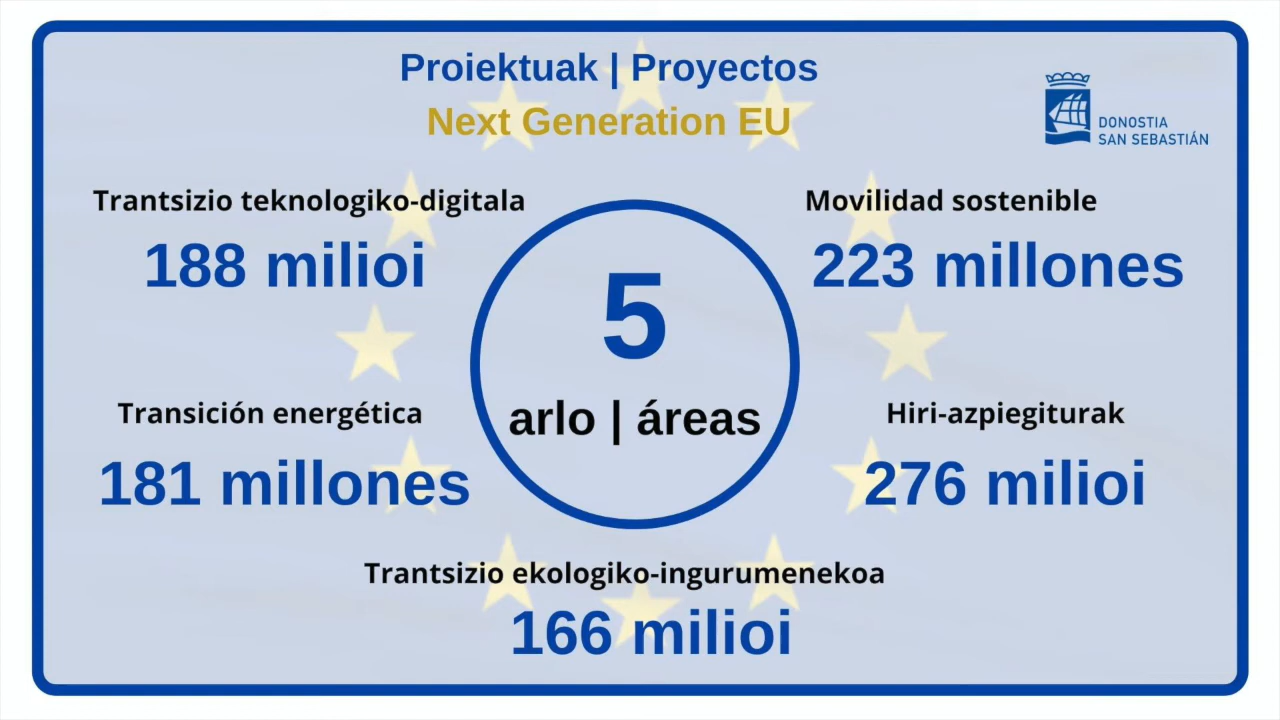 Proiektuak | Proyectos
Next Generation EU
DONOSTIA
SAN SEBASTIÁN
Trantsizio teknologiko-digitala
188 milioi
Movilidad sostenible
223 millones
5
arlo | áreas
Transición energética
181 millones
Hiri-azpiegiturak
276 milioi
Trantsizio ekologiko-ingurumenekoa
166 milioi